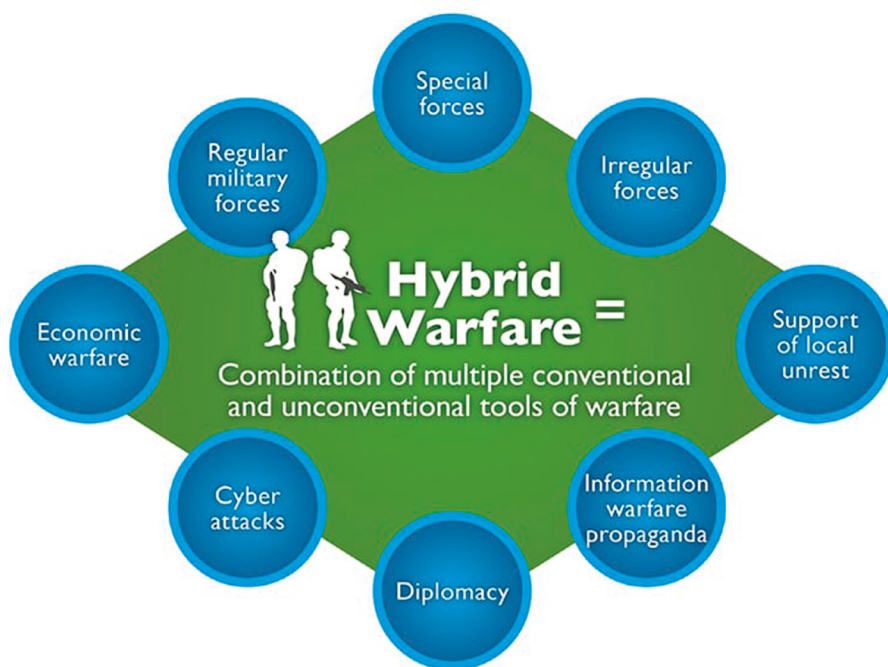 Special
forces
Regular
military
forces
Irregular
forces
Hybrid
Warfare =
Combination of multiple conventional
and unconventional tools of warfare
Economic
warfare
Support
of local
unrest
Cyber
attacks
Information
warfare
propaganda
Diplomacy